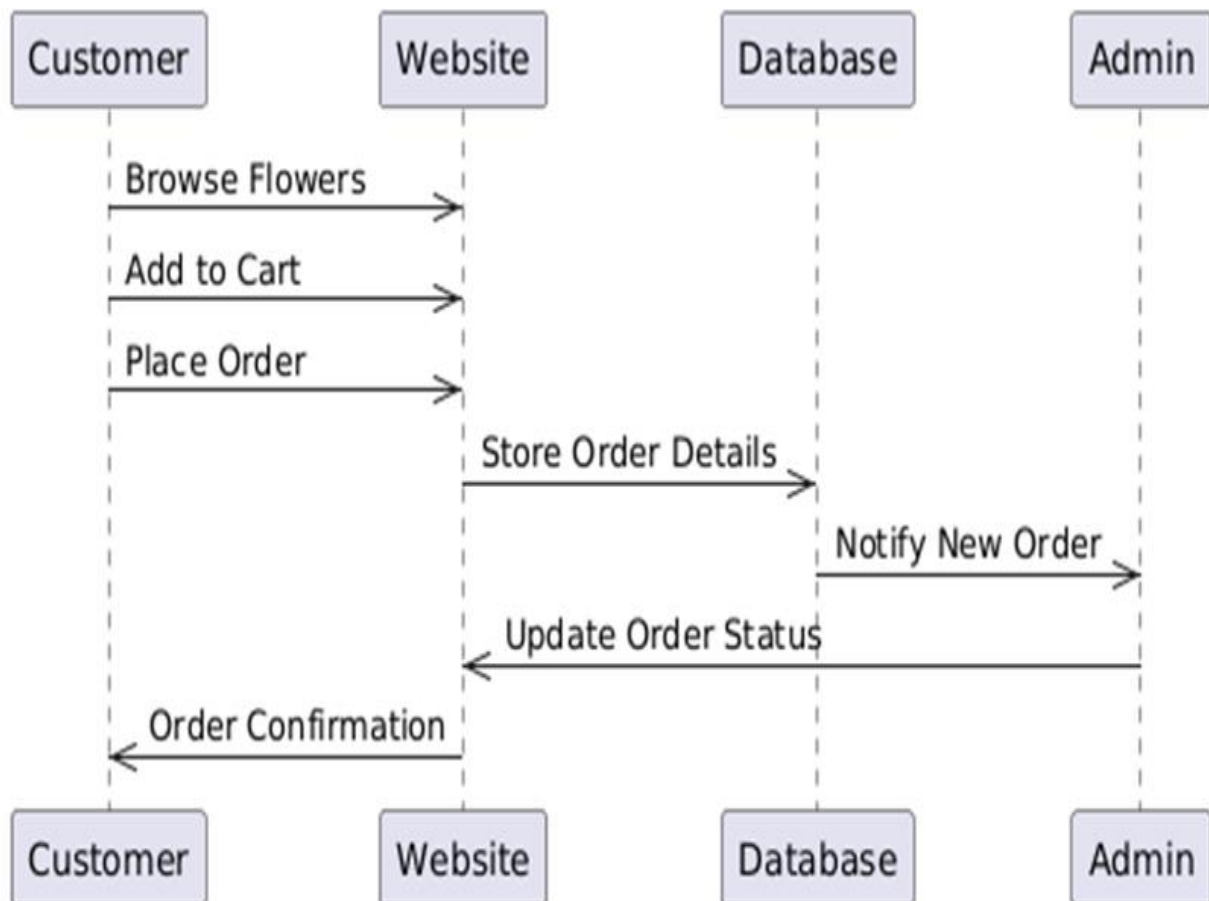 Customer Website Database Admin
Browse Flowers
Add to Cart
Place Order
Store Order Details
Notify New Order
Update Order Status
Order Confirmation
Customer Website Database Admin